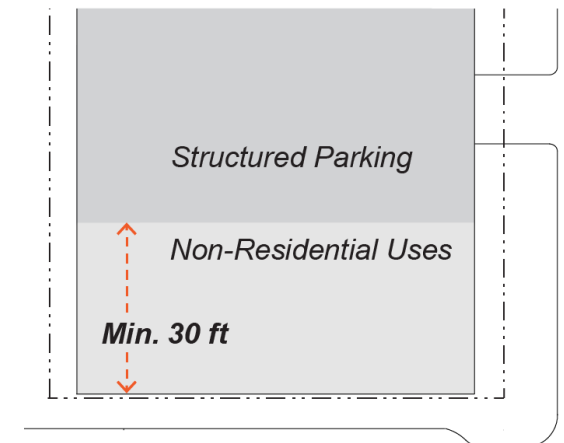 Structured Parking
Non-Residential Uses
Min. 30 ft